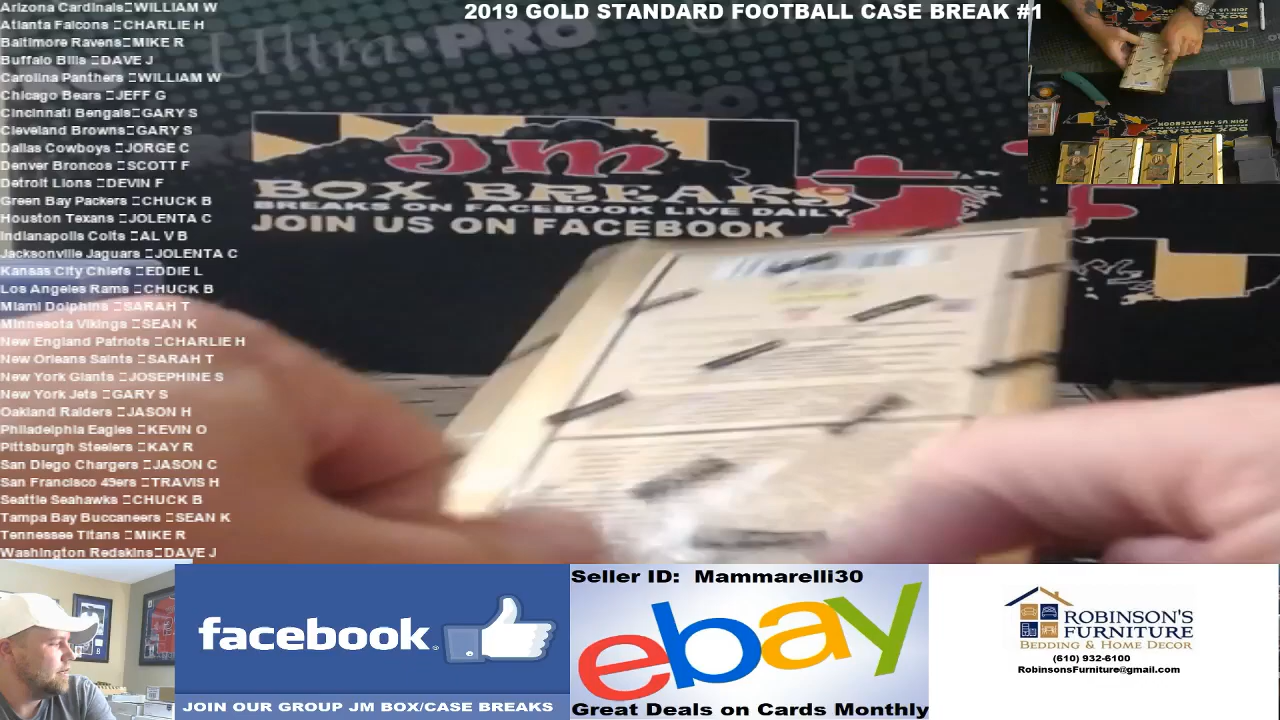 Arizona Cardinals□WILLIAM W
Atlanta Falcons □CHARLIE H
Baltimore Ravens□MIKE R
Buffalo Bills □DAVE J
Carolina Panthers □WILLIAM W
Chicago Bears □JEFF G
Cincinnati Bengals□GARY S
Cleveland Browns□GARY S
Dallas Cowboys □JORGE C
Denver Broncos □SCOTT F
Detroit Lions □DEVIN F
Green Bay Packers □CHUCK B
Houston Texans □JOLENTA C
Indianapolis Colts □AL V B
Jacksonville Jaguars □JOLENTA C
Kansas City Chiefs □EDDIE L
Los Angeles Rams □CHUCK B
Miami Dolphins □SARAH T
Minnesota Vikings □SEAN K
New England Patriots □CHARLIE H
New Orleans Saints □SARAH T
New York Giants □JOSEPHINE S
New York Jets □GARY S
Oakland Raiders □JASON H
Philadelphia Eagles □KEVIN O
Pittsburgh Steelers □KAY R
San Diego Chargers □JASON C
San Francisco 49ers □TRAVIS H
Seattle Seahawks □CHUCK B
Tampa Bay Buccaneers □SEAN K
Tennessee Titans □MIKE R
Washington Redskins□DAVE J
2019 GOLD STANDARD FOOTBALL CASE BREAK #1
Ultra•PRO
JM
BOX BREAKS
BREAKS ON FACEBOOK LIVE DAILY
JOIN US ON FACEBOOK
facebook
JOIN OUR GROUP JM BOX/CASE BREAKS
Seller ID: Mammarelli30
ebay
Great Deals on Cards Monthly
ROBINSON'S
FURNITURE
BEDDING & HOME DECOR
(610) 932-6100
RobinsonsFurniture@gmail.com